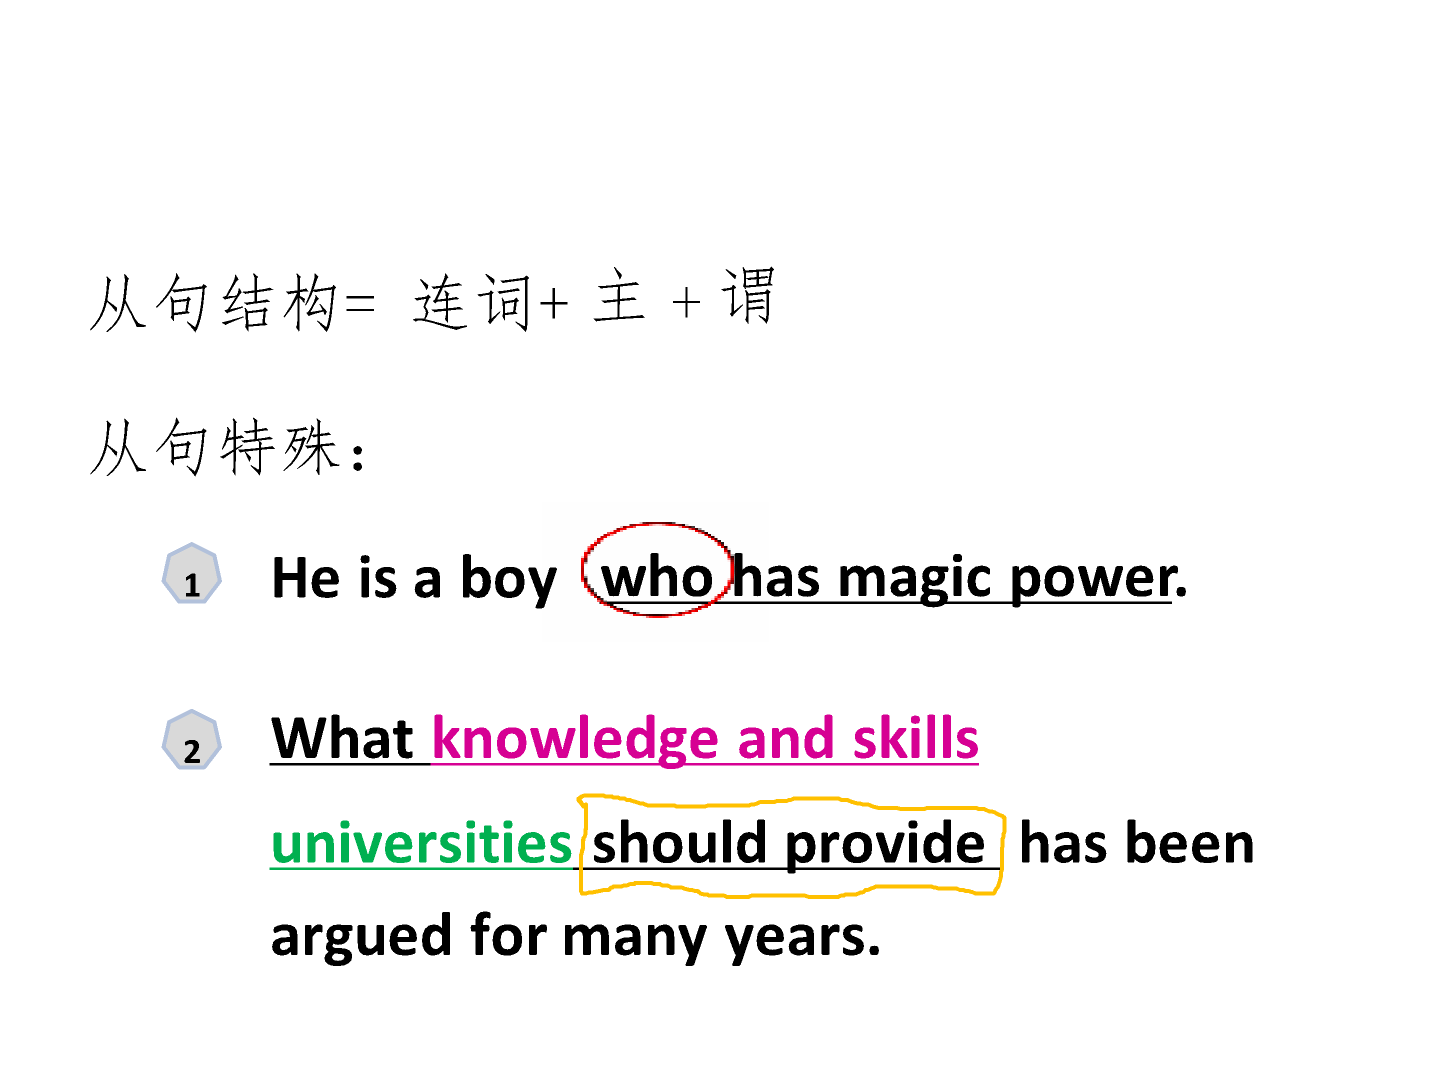 从句结构= 连词+ 主 + 谓
从句特殊：
1 He is a boy who has magic power.
2 What knowledge and skills
universities should provide has been
argued for many years.